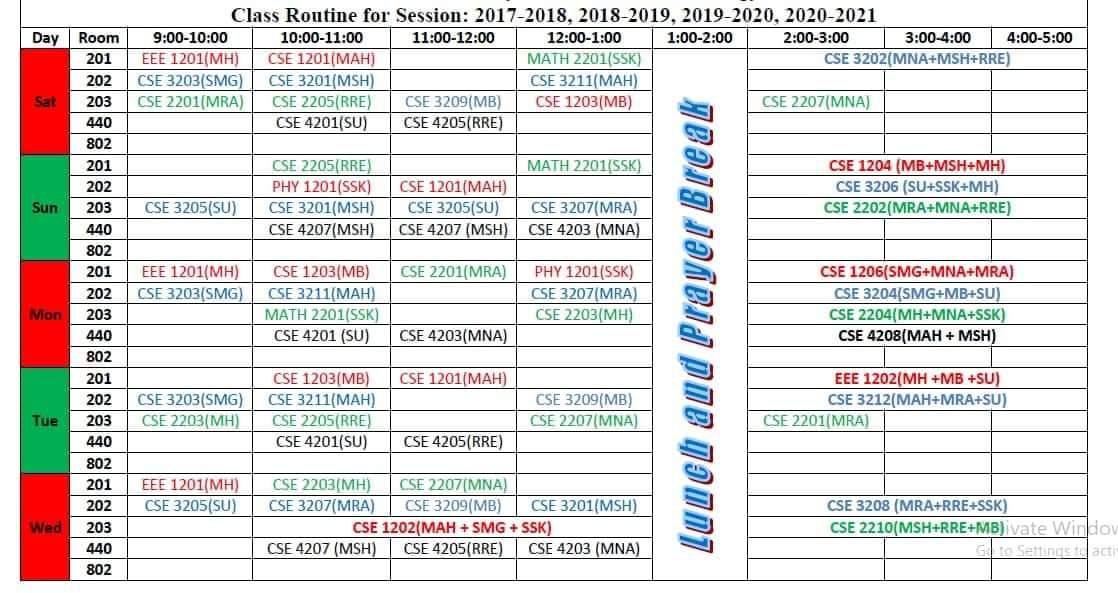 Class Routine for Session: 2017-2018, 2018-2019, 2019-2020, 2020-2021
Day Room 9:00-10:00 10:00-11:00 11:00-12:00 12:00-1:00 1:00-2:00 2:00-3:00 3:00-4:00 4:00-5:00
201 EEE 1201(MH) CSE 1201(MAH) MATH 2201(SSK) CSE 3202(MNA+MSH+RRE)
202 CSE 3203(SMG) CSE 3201(MSH) CSE 3211(MAH)
Sat 203 CSE 2201(MRA) CSE 2205(RRE) CSE 3209(MB) CSE 1203(MB) CSE 2207(MNA)
440 CSE 4201(SU) CSE 4205(RRE)
802
201 CSE 2205(RRE) MATH 2201(SSK) CSE 1204 (MB+MSH+MH)
202 PHY 1201(SSK) CSE 1201(MAH) CSE 3206 (SU+SSK+MH)
Sun 203 CSE 3205(SU) CSE 3201(MSH) CSE 3205(SU) CSE 3207(MRA) CSE 2202(MRA+MNA+RRE)
440 CSE 4207(MSH) CSE 4207 (MSH) CSE 4203 (MNA)
802
Lunch and Prayer Break
201 EEE 1201(MH) CSE 1203(MB) CSE 2201(MRA) PHY 1201(SSK) CSE 1206(SMG+MNA+MRA)
202 CSE 3203(SMG) CSE 3211(MAH) CSE 3207(MRA) CSE 3204(SMG+MB+SU)
Mon 203 MATH 2201(SSK) CSE 2203(MH) CSE 2204(MH+MNA+SSK)
440 CSE 4201 (SU) CSE 4203(MNA) CSE 4208(MAH + MSH)
802
201 CSE 1203(MB) CSE 1201(MAH) EEE 1202(MH +MB +SU)
202 CSE 3203(SMG) CSE 3211(MAH) CSE 3209(MB) CSE 3212(MAH+MRA+SU)
Tue 203 CSE 2203(MH) CSE 2205(RRE) CSE 2207(MNA) CSE 2201(MRA)
440 CSE 4201(SU) CSE 4205(RRE)
802
201 EEE 1201(MH) CSE 2203(MH) CSE 2207(MNA)
202 CSE 3205(SU) CSE 3207(MRA) CSE 3209(MB) CSE 3201(MSH) CSE 3208 (MRA+RRE+SSK)
Wed 203 CSE 1202(MAH + SMG + SSK) CSE 2210(MSH+RRE+MB)
440 CSE 4207 (MSH) CSE 4205(RRE) CSE 4203 (MNA)
802
ivate Window
Go to Settings to acti